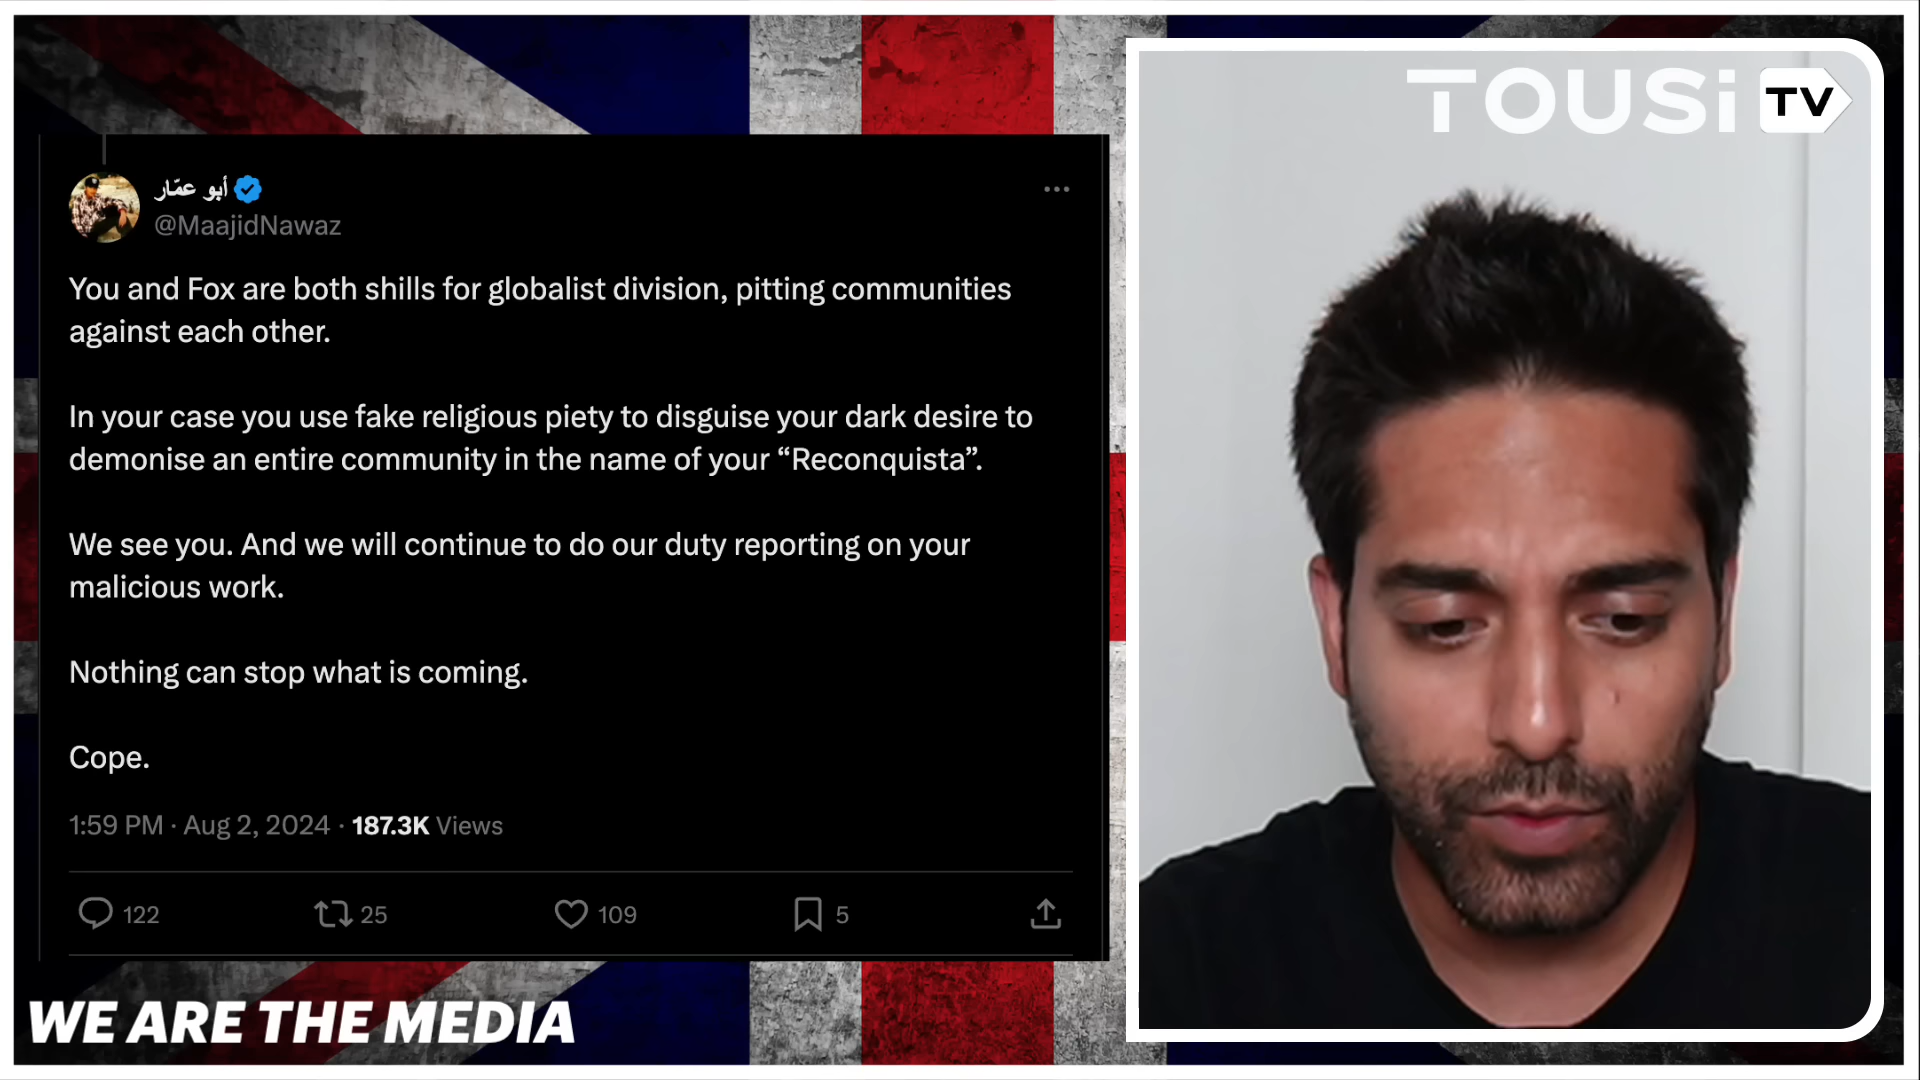 TOUSi TV
أبو عمّار
@MaajidNawaz
You and Fox are both shills for globalist division, pitting communities
against each other.
In your case you use fake religious piety to disguise your dark desire to
demonise an entire community in the name of your “Reconquista”.
We see you. And we will continue to do our duty reporting on your
malicious work.
Nothing can stop what is coming.
Cope.
1:59 PM · Aug 2, 2024 · 187.3K Views
122 25 109 5
WE ARE THE MEDIA